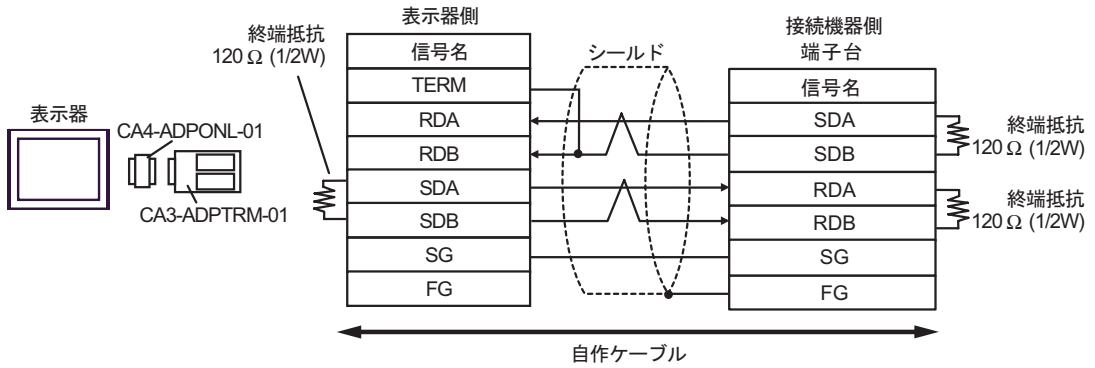 表示器
CA4-ADPONL-01
CA3-ADPTRM-01
終端抵抗
120 Ω (1/2W)
表示器側
信号名
TERM
RDA
RDB
SDA
SDB
SG
FG
シールド
接続機器側
端子台
信号名
SDA
SDB
RDA
RDB
SG
FG
終端抵抗
120 Ω (1/2W)
終端抵抗
120 Ω (1/2W)
自作ケーブル